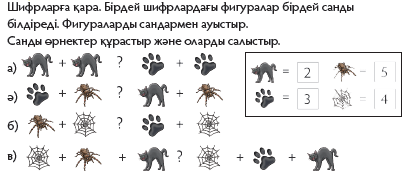 Шифрларға қара. Бірдей шифрлардағы фигуралар бірдей санды
білдіреді. Фигураларды сандармен ауыстыр.
Санды өрнектер құрастыр және оларды салыстыр.
а) + ? +
ә) + ? +
б) + ? +
в) + + ? + +
= 2 – 5
= 3 = 4